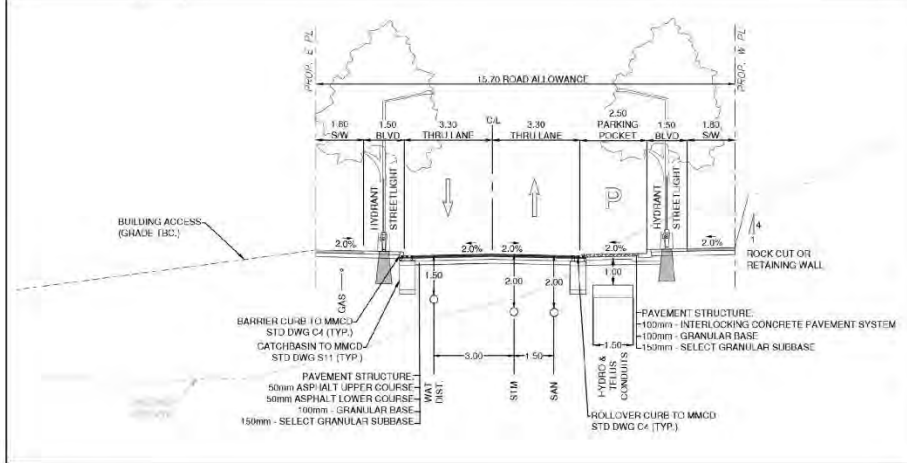 PROP. E PL
PROP. W PL
15.70 ROAD ALLOWANCE
1.80
S/W
1.50
BLVD
3.30
THRU LANE
C/L
3.30
THRU LANE
2.50
PARKING
POCKET
1.50
BLVD
1.80
S/W
HYDRANT
STREETLIGHT
P
HYDRANT
STREETLIGHT
BUILDING ACCESS
(GRADE TBC.)
2.0%
2.0%
2.0%
2.0%
2.0%
4
1
ROCK CUT OR
RETAINING WALL
1.50
2.00
2.00
1.00
GAS
BARRIER CURB TO MMCD
STD DWG C4 (TYP.)
CATCHBASIN TO MMCD
STD DWG S11 (TYP.)
PAVEMENT STRUCTURE:
100mm - INTERLOCKING CONCRETE PAVEMENT SYSTEM
100mm - GRANULAR BASE
150mm - SELECT GRANULAR SUBBASE
3.00
1.50
1.50
PAVEMENT STRUCTURE:
50mm ASPHALT UPPER COURSE
50mm ASPHALT LOWER COURSE
100mm - GRANULAR BASE
150mm - SELECT GRANULAR SUBBASE
WAT
DIST.
STM
SAN
HYDRO &
TELUS
CONDUITS
ROLLOVER CURB TO MMCD
STD DWG C4 (TYP.)